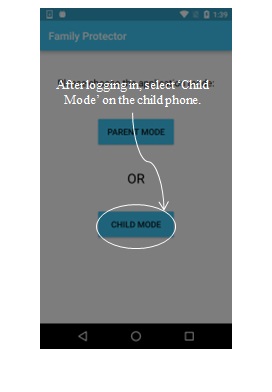 1:39
Family Protector
After logging in, select ‘Child
Mode’ on the child phone.
PARENT MODE
OR
CHILD MODE